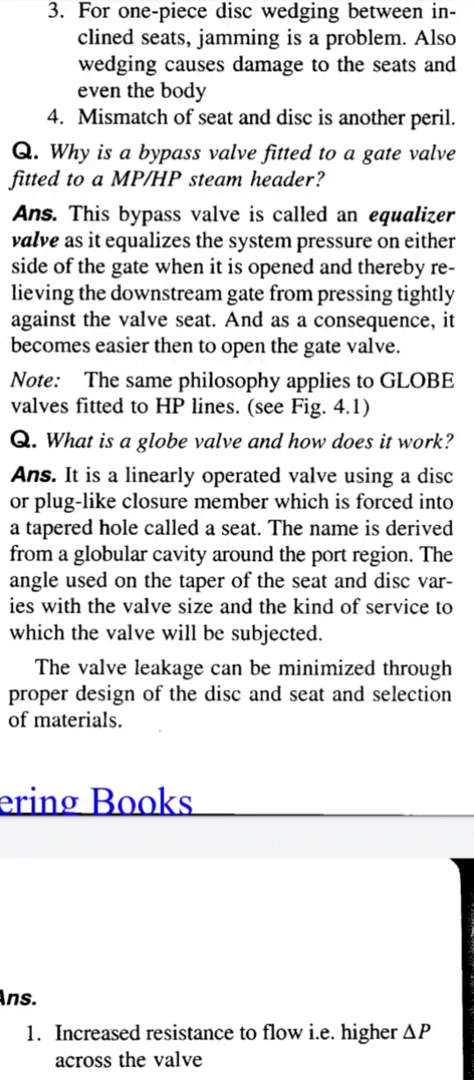 3. For one-piece disc wedging between in-
clined seats, jamming is a problem. Also
wedging causes damage to the seats and
even the body
4. Mismatch of seat and disc is another peril.
Q. Why is a bypass valve fitted to a gate valve
fitted to a MP/HP steam header?
Ans. This bypass valve is called an equalizer
valve as it equalizes the system pressure on either
side of the gate when it is opened and thereby re-
lieving the downstream gate from pressing tightly
against the valve seat. And as a consequence, it
becomes easier then to open the gate valve.
Note: The same philosophy applies to GLOBE
valves fitted to HP lines. (see Fig. 4.1)
Q. What is a globe valve and how does it work?
Ans. It is a linearly operated valve using a disc
or plug-like closure member which is forced into
a tapered hole called a seat. The name is derived
from a globular cavity around the port region. The
angle used on the taper of the seat and disc var-
ies with the valve size and the kind of service to
which the valve will be subjected.
The valve leakage can be minimized through
proper design of the disc and seat and selection
of materials.
ering Books
Ans.
1. Increased resistance to flow i.e. higher ΔP
across the valve